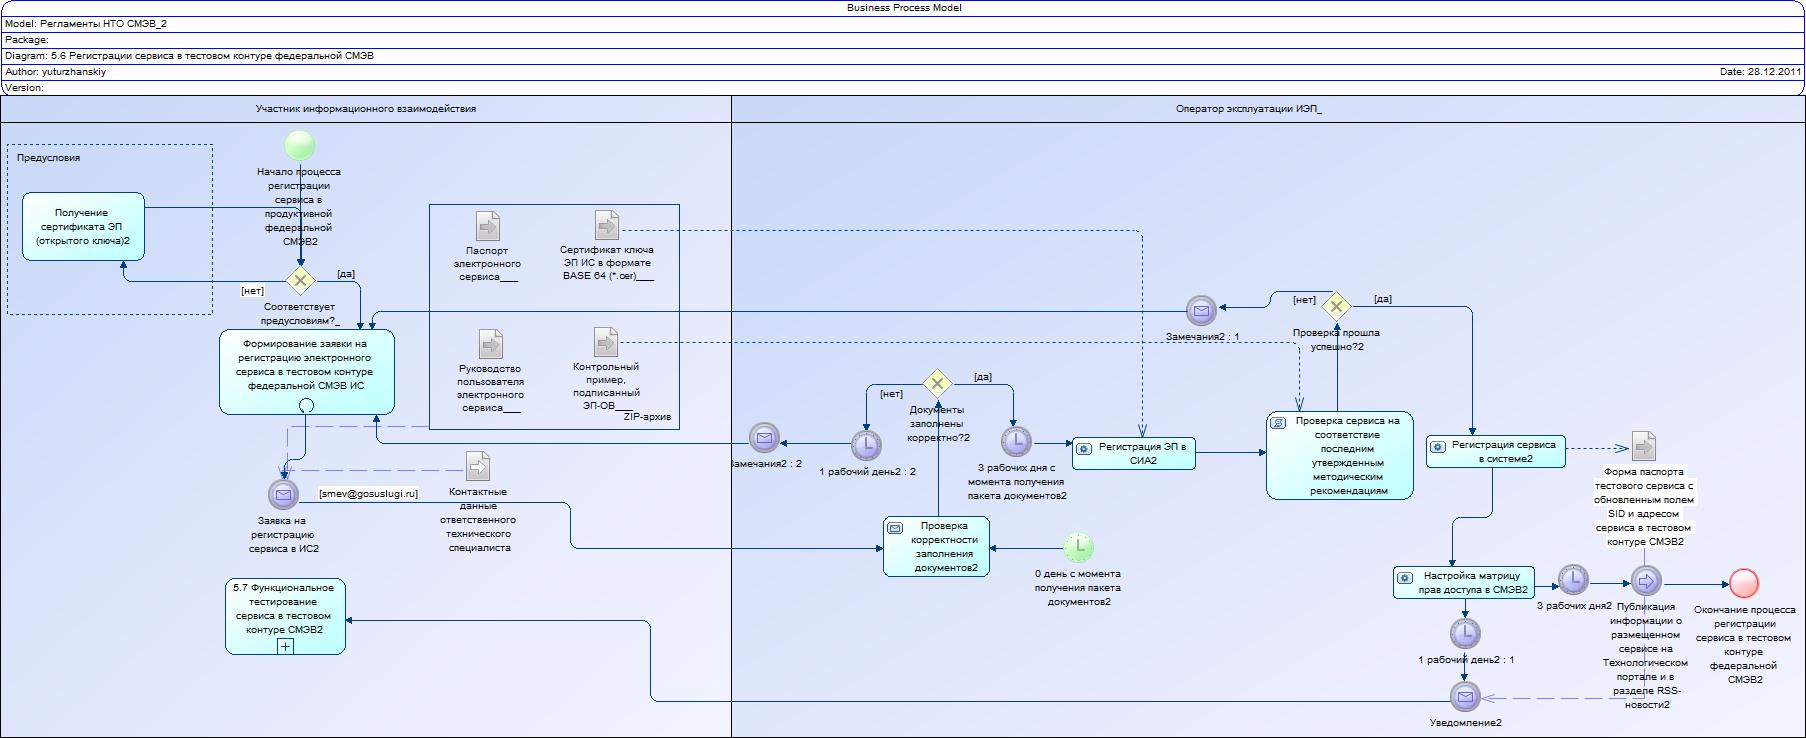 Business Process Model
Model: Регламенты НТО СМЭВ_2
Package:
Diagram: 5.6 Регистрации сервиса в тестовом контуре федеральной СМЭВ
Author: yuturzhanskiy
Date: 28.12.2011
Version:
Участник информационного взаимодействия
Оператор эксплуатации ИЭП_
Предусловия
Получение
сертификата ЭП
(открытого ключа)2
Начало процесса
регистрации
сервиса в
продуктивной
федеральной
СМЭВ2
[да]
[нет]
Соответствует
предусловиям?_
Формирование заявки на
регистрацию электронного
сервиса в тестовом контуре
федеральной СМЭВ ИС
Паспорт
электронного
сервиса___
Сертификат ключа
ЭП ИС в формате
BASE 64 (*.cer)___
Руководство
пользователя
электронного
сервиса___
Контрольный
пример,
подписанный
ЭП-ОВ___
ZIP-архив
[smev@gosuslugi.ru]
Заявка на
регистрацию
сервиса в ИС2
Контактные
данные
ответственного
технического
специалиста
5.7 Функциональное
тестирование
сервиса в тестовом
контуре СМЭВ2
Замечания2 : 2
1 рабочий день2 : 2
[нет]
[да]
Документы
заполнены
корректно?2
3 рабочих дня с
момента получения
пакета документов2
Проверка
корректности
заполнения
документов2
0 день с момента
получения пакета
документов2
Регистрация ЭП в
СИА2
Замечания2 : 1
[нет]
[да]
Проверка прошла
успешно?2
Проверка сервиса на
соответствие
последним
утвержденным
методическим
рекомендациям
Регистрация сервиса
в системе2
Форма паспорта
тестового сервиса с
обновленным полем
SID и адресом
сервиса в тестовом
контуре СМЭВ2
Настройка матрицу
прав доступа в СМЭВ2
3 рабочих дня2
Публикация
информации о
размещенном
сервисе на
Технологическом
портале и в
разделе RSS-
новости2
Окончание процесса
регистрации
сервиса в тестовом
контуре
федеральной
СМЭВ2
1 рабочий день2 : 1
Уведомление2